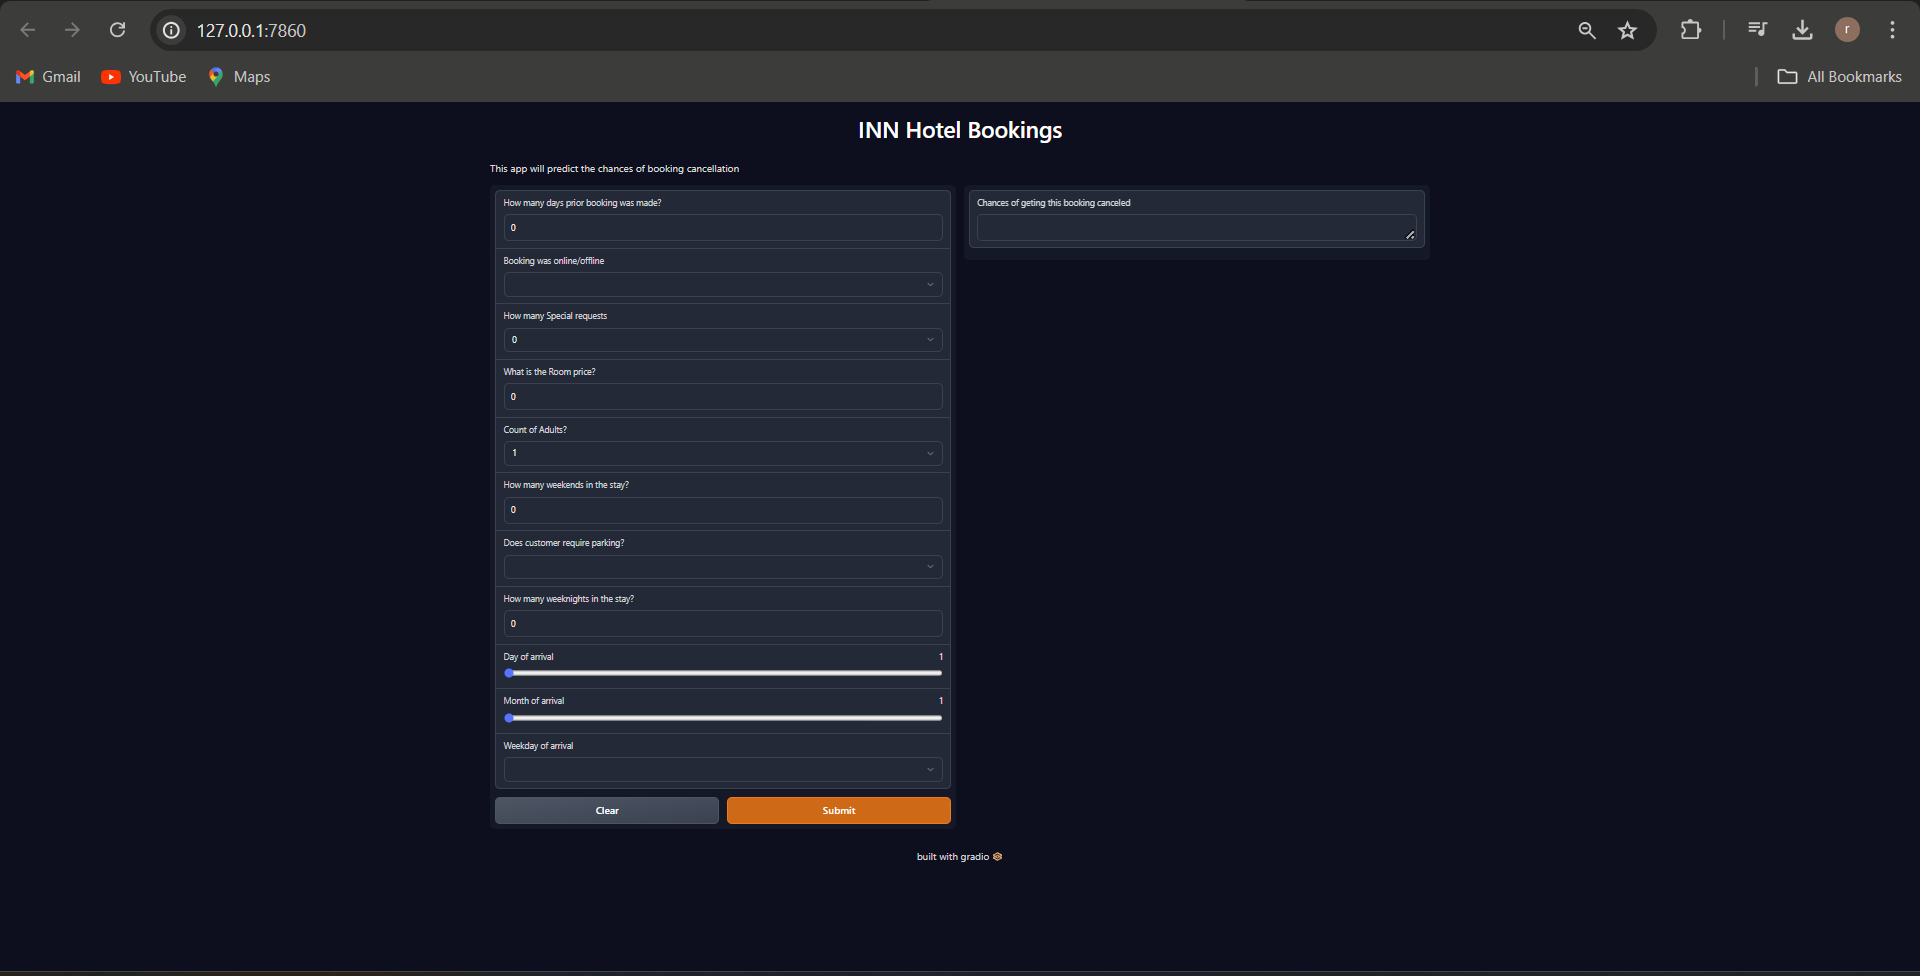 127.0.0.1:7860
r
Gmail YouTube Maps All Bookmarks
INN Hotel Bookings
This app will predict the chances of booking cancellation
How many days prior booking was made?
0
Booking was online/offline
How many Special requests
0
What is the Room price?
0
Count of Adults?
1
How many weekends in the stay?
0
Does customer require parking?
How many weeknights in the stay?
0
Day of arrival 1
Month of arrival 1
Weekday of arrival
Clear Submit
Chances of geting this booking canceled
built with gradio